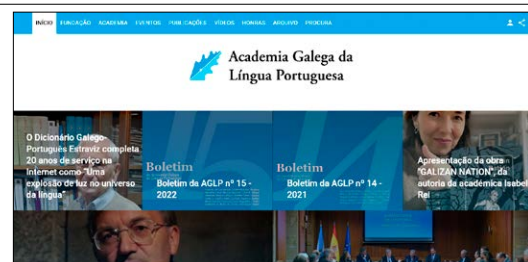 INÍCIO FUNDAÇÃO ACADEMIA EVENTOS PUBLICAÇÕES VÍDEOS HONRAS ARQUIVO PROCURA
Academia Galega da
Língua Portuguesa
O Dicionário Galego-
Português Estraviz completa
20 anos de serviço na
Internet como "Uma
explosão de luz no universo
da língua"
Boletim
Boletim da AGLP nº 15 -
2022
Boletim
Boletim da AGLP nº 14 -
2021
Apresentação da obra
"GALIZAN NATION", da
autoria da académica Isabel
Rei